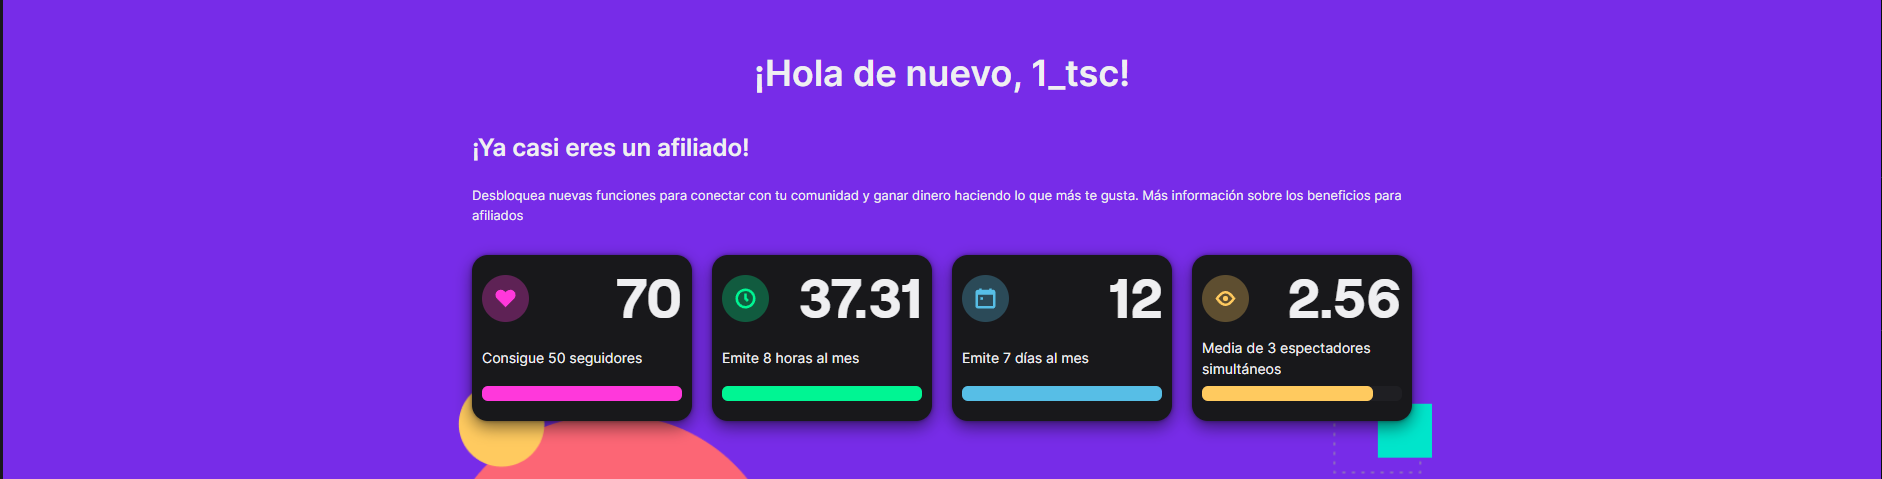 ¡Hola de nuevo, 1_tsc!
¡Ya casi eres un afiliado!
Desbloquea nuevas funciones para conectar con tu comunidad y ganar dinero haciendo lo que más te gusta. Más información sobre los beneficios para
afiliados
70
Consigue 50 seguidores
37.31
Emite 8 horas al mes
12
Emite 7 días al mes
2.56
Media de 3 espectadores
simultáneos